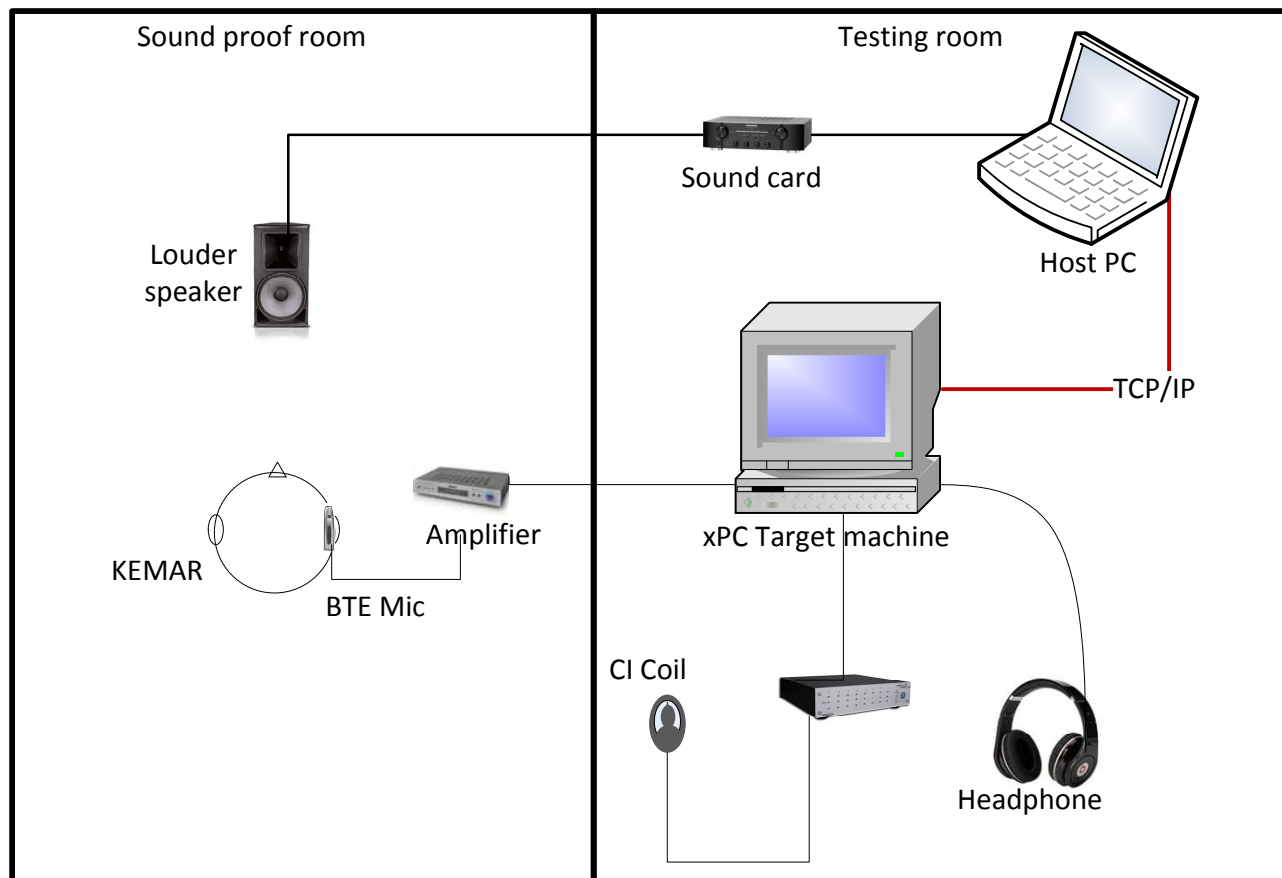 Sound proof room
Testing room
Sound card
Host PC
Louder
speaker
TCP/IP
Amplifier
xPC Target machine
KEMAR
BTE Mic
CI Coil
Headphone